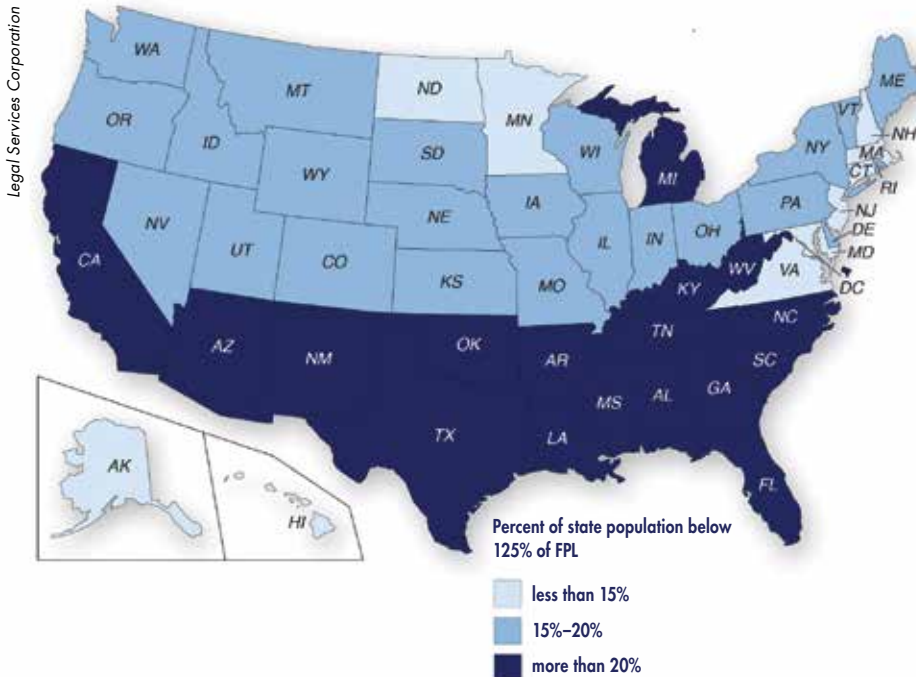 Legal Services Corporation
WA
OR
CA
NV
ID
MT
WY
UT
AZ
CO
NM
ND
SD
NE
KS
OK
TX
MN
IA
MO
AR
LA
WI
IL
MI
IN
OH
KY
TN
MS
AL
GA
FL
SC
NC
VA
WV
PA
NY
VT
ME
NH
MA
CT
RI
NJ
DE
MD
DC
AK
HI
Percent of state population below
125% of FPL
less than 15%
15%–20%
more than 20%